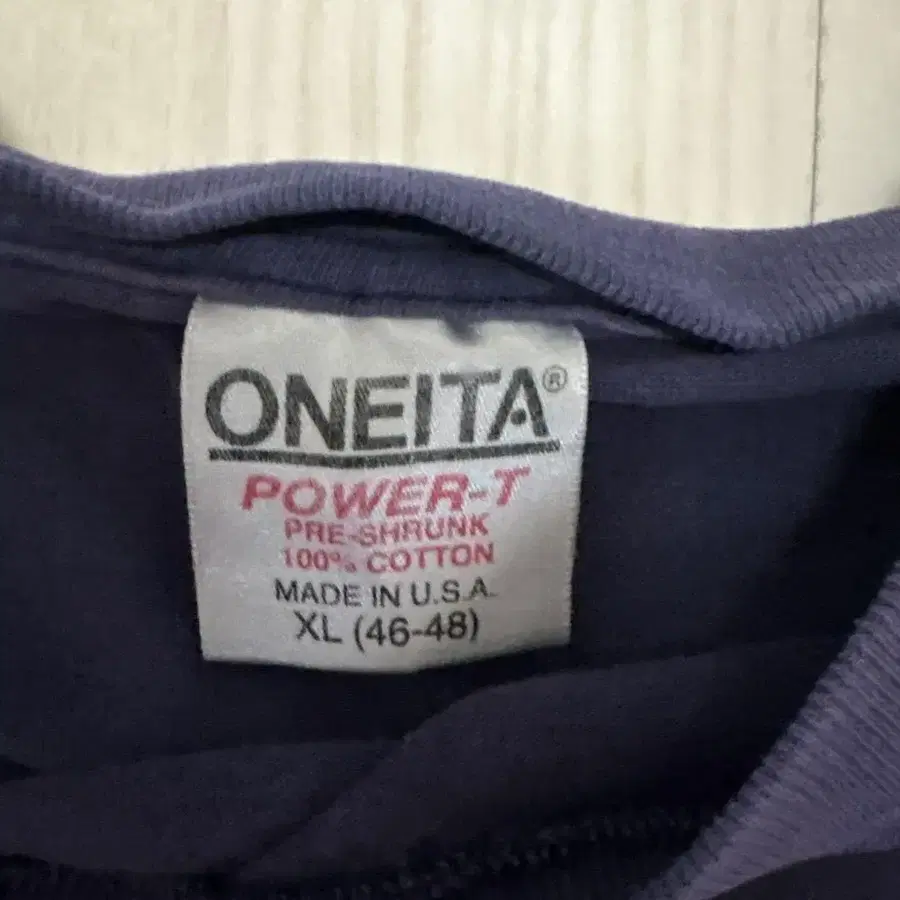 ONEITA®
POWER-T
PRE-SHRUNK
100% COTTON
MADE IN U.S.A.
XL (46-48)